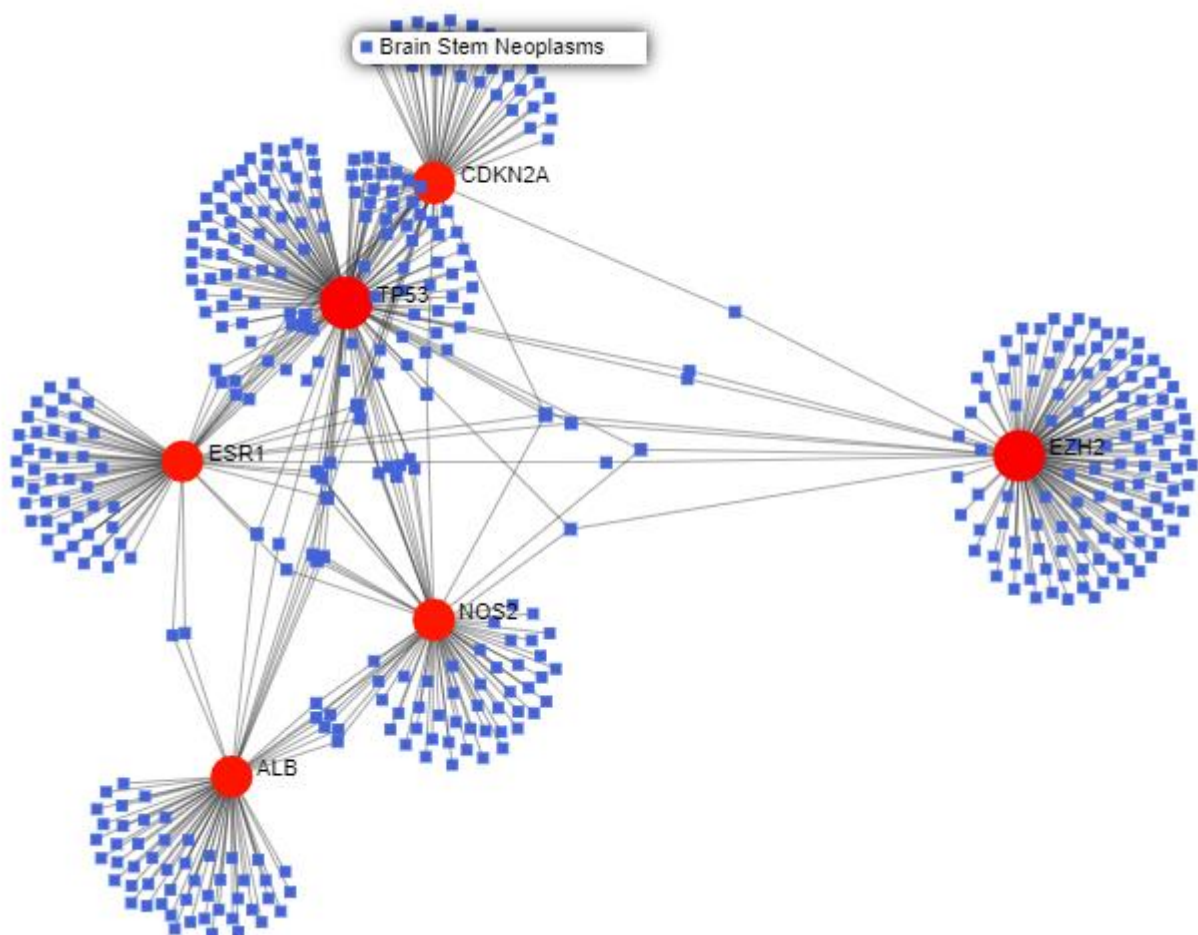 Brain Stem Neoplasms
CDKN2A
TP53
ESR1
EZH2
NOS2
ALB